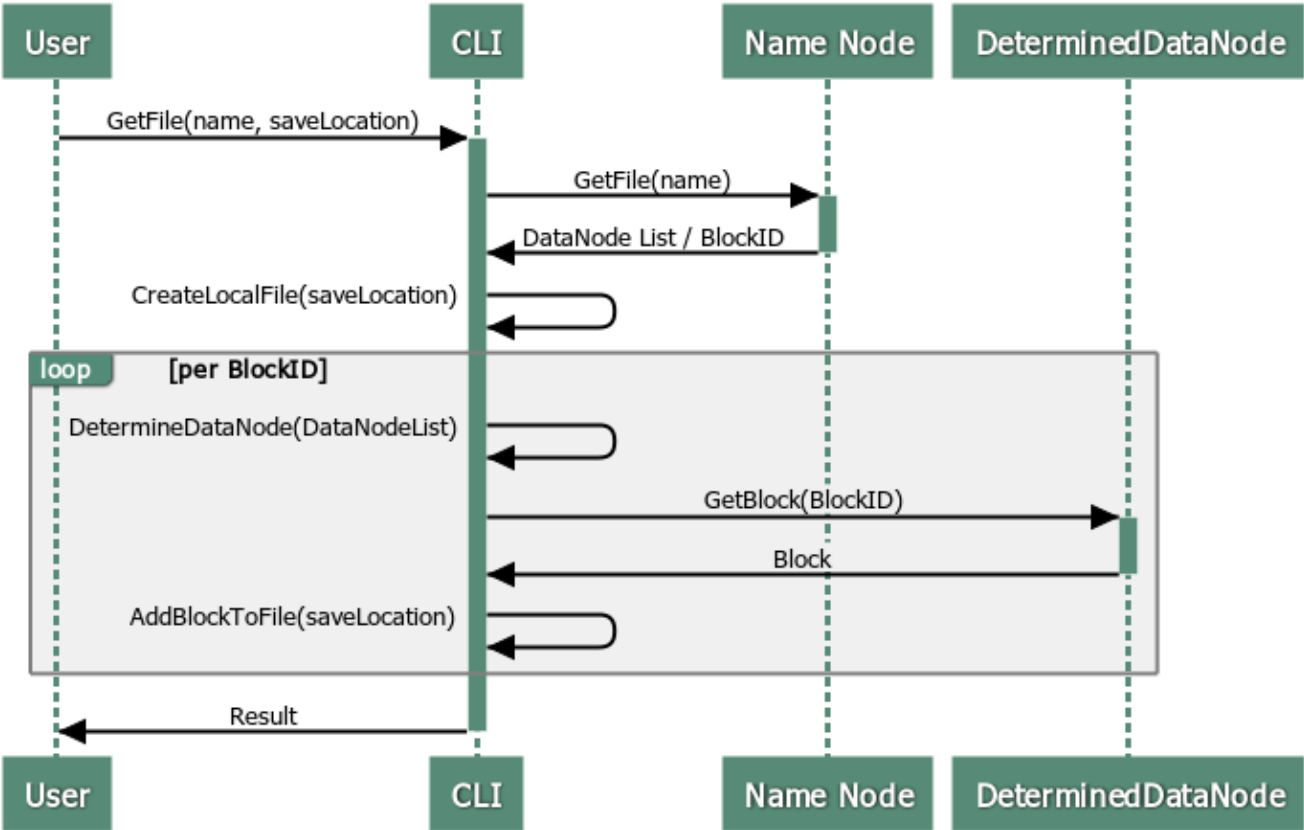 User CLI Name Node DeterminedDataNode
GetFile(name, saveLocation)
GetFile(name)
DataNode List / BlockID
CreateLocalFile(saveLocation)
loop [per BlockID]
DetermineDataNode(DataNodeList)
GetBlock(BlockID)
Block
AddBlockToFile(saveLocation)
Result
User CLI Name Node DeterminedDataNode